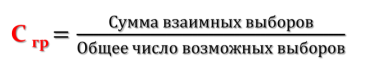 С гр = Сумма взаимных выборов
Общее число возможных выборов